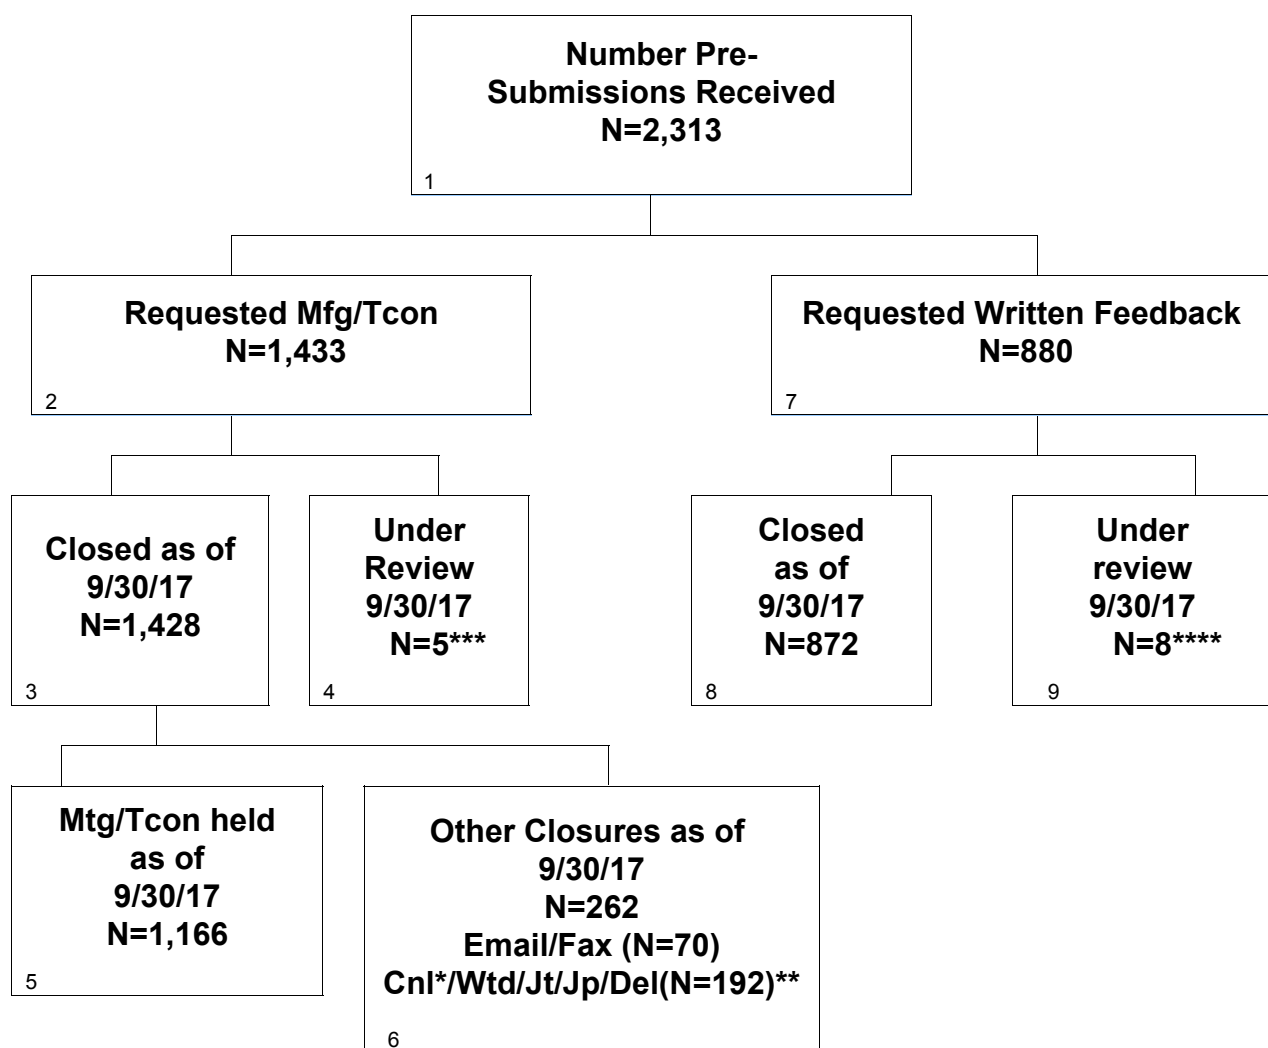 Number Pre-
Submissions Received
N=2,313
1
Requested Mfg/Tcon
N=1,433
2
Requested Written Feedback
N=880
7
Closed as of
9/30/17
N=1,428
3
Under
Review
9/30/17
N=5***
4
Closed
as of
9/30/17
N=872
8
Under
review
9/30/17
N=8****
9
Mtg/Tcon held
as of
9/30/17
N=1,166
5
Other Closures as of
9/30/17
N=262
Email/Fax (N=70)
Cnl*/Wtd/Jt/Jp/Del(N=192)**
6